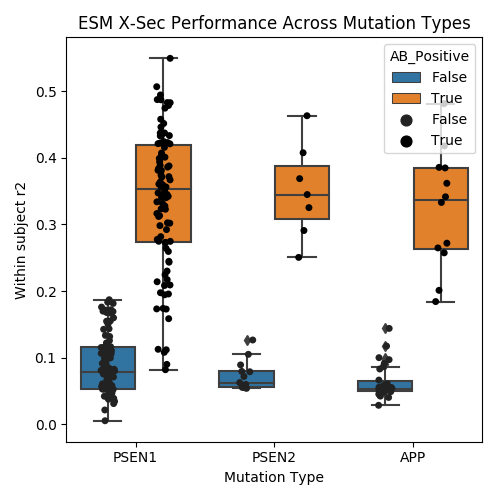 ESM X-Sec Performance Across Mutation Types
AB_Positive
False
True
False
True
Within subject r2
0.5
0.4
0.3
0.2
0.1
0.0
PSEN1 PSEN2 APP
Mutation Type